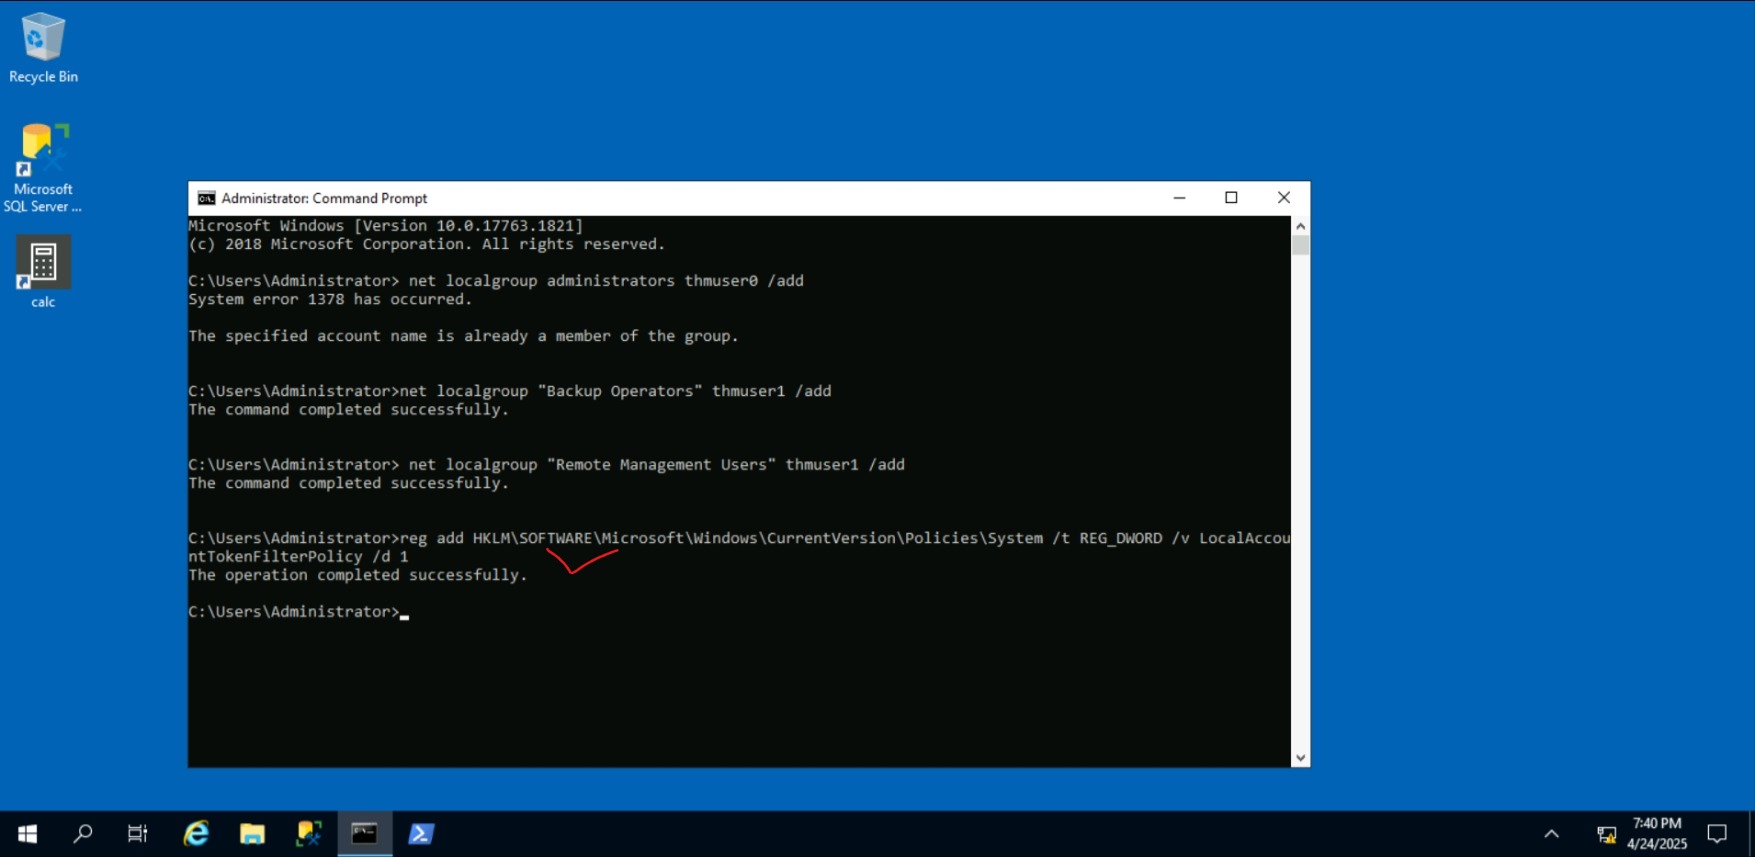 Recycle Bin
Microsoft
SQL Server ...
calc
Administrator: Command Prompt
Microsoft Windows [Version 10.0.17763.1821]
(c) 2018 Microsoft Corporation. All rights reserved.
C:\Users\Administrator> net localgroup administrators thmuser0 /add
System error 1378 has occurred.
The specified account name is already a member of the group.
C:\Users\Administrator>net localgroup "Backup Operators" thmuser1 /add
The command completed successfully.
C:\Users\Administrator> net localgroup "Remote Management Users" thmuser1 /add
The command completed successfully.
C:\Users\Administrator>reg add HKLM\SOFTWARE\Microsoft\Windows\CurrentVersion\Policies\System /t REG_DWORD /v LocalAccou
ntTokenFilterPolicy /d 1
The operation completed successfully.
C:\Users\Administrator>
7:40 PM
4/24/2025